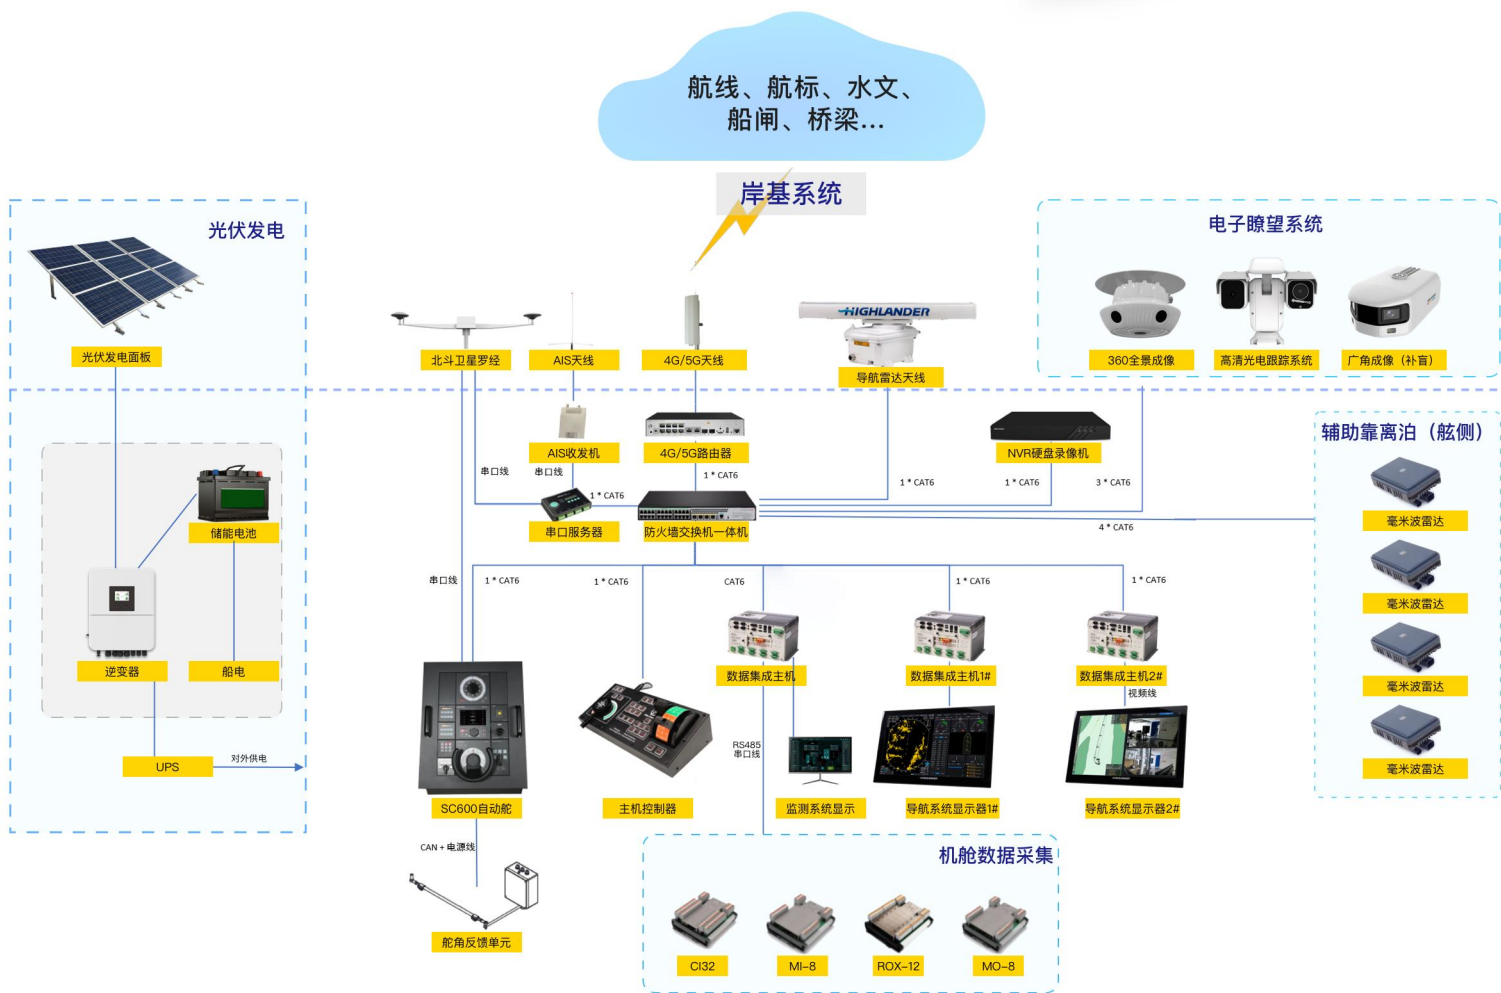 航线、航标、水文、
船闸、桥梁...
岸基系统
光伏发电
电子瞭望系统
HIGHLANDER
光伏发电面板
北斗卫星罗经
AIS天线
4G/5G天线
导航雷达天线
360全景成像
高清光电跟踪系统
广角成像（补盲）
辅助靠离泊（舷侧）
AIS收发机
4G/5G路由器
NVR硬盘录像机
串口线
串口线
1 * CAT6
1 * CAT6
1 * CAT6
1 * CAT6
3 * CAT6
毫米波雷达
储能电池
串口服务器
防火墙交换机一体机
4 * CAT6
串口线
1 * CAT6
1 * CAT6
CAT6
1 * CAT6
1 * CAT6
毫米波雷达
逆变器
船电
数据集成主机
数据集成主机1#
数据集成主机2#
视频线
毫米波雷达
RS485
串口线
UPS
对外供电
毫米波雷达
SC600自动舵
主机控制器
监测系统显示
导航系统显示器1#
导航系统显示器2#
CAN + 电源线
机舱数据采集
舵角反馈单元
CI32
MI-8
ROX-12
MO-8